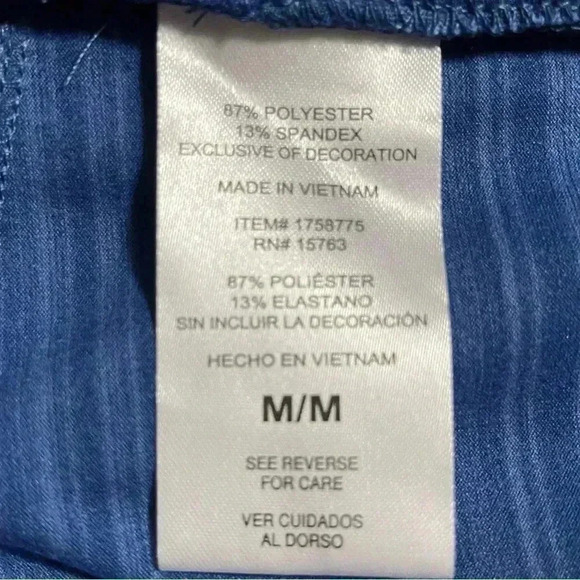 87% POLYESTER
13% SPANDEX
EXCLUSIVE OF DECORATION
MADE IN VIETNAM
ITEM# 1758775
RN# 15763
87% POLIÉSTER
13% ELASTANO
SIN INCLUIR LA DECORACIÓN
HECHO EN VIETNAM
M/M
SEE REVERSE
FOR CARE
VER CUIDADOS
AL DORSO